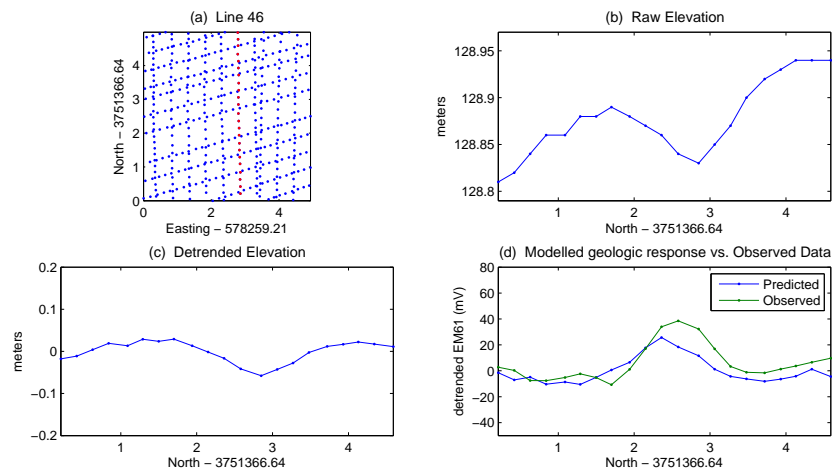 (a) Line 46
North − 3751366.64
4
2
0
0
2
4
Easting − 578259.21
(b) Raw Elevation
meters
128.95
128.9
128.85
128.8
1
2
3
4
North − 3751366.64
(c) Detrended Elevation
meters
0.2
0.1
0
−0.1
−0.2
1
2
3
4
North − 3751366.64
(d) Modelled geologic response vs. Observed Data
detrended EM61 (mV)
80
60
40
20
0
−20
−40
Predicted
Observed
1
2
3
4
North − 3751366.64